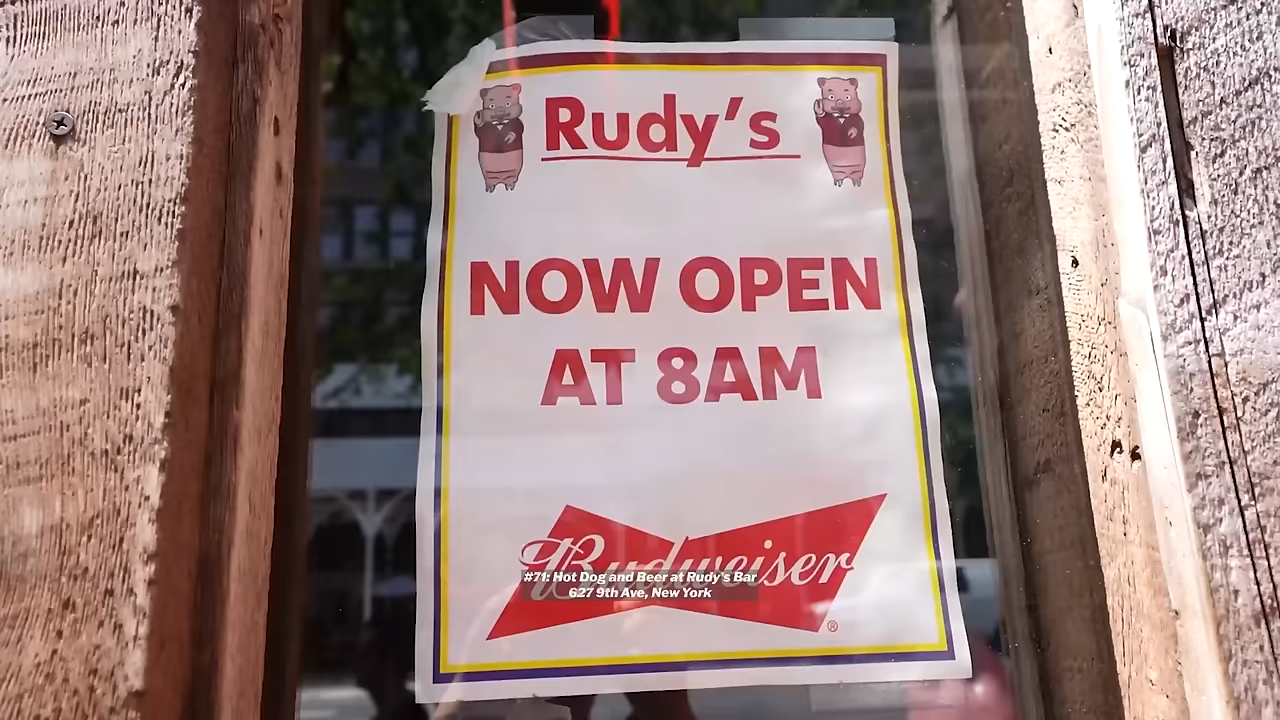 Rudy's
NOW OPEN
AT 8AM
Budweiser
®
#71: Hot Dog and Beer at Rudy's Bar
627 9th Ave, New York